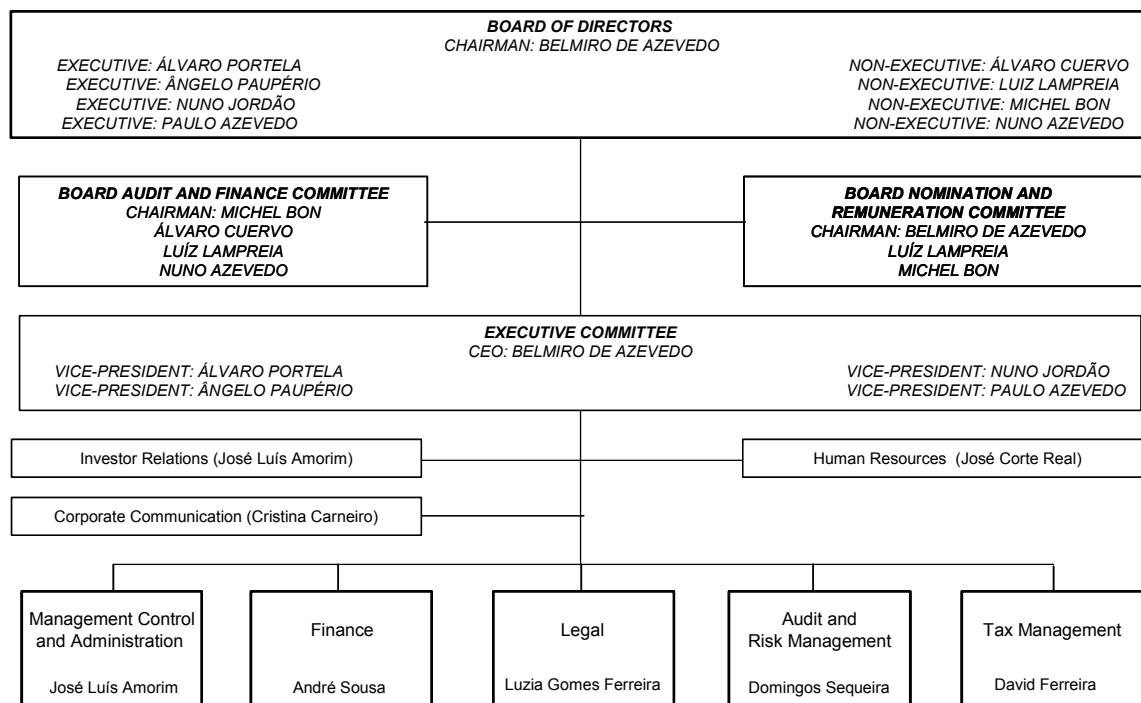 BOARD OF DIRECTORS
CHAIRMAN: BELMIRO DE AZEVEDO
EXECUTIVE: ÁLVARO PORTELA
EXECUTIVE: ÂNGELO PAUPÉRIO
EXECUTIVE: NUNO JORDÃO
EXECUTIVE: PAULO AZEVEDO
NON-EXECUTIVE: ÁLVARO CUERVO
NON-EXECUTIVE: LUIZ LAMPREIA
NON-EXECUTIVE: MICHEL BON
NON-EXECUTIVE: NUNO AZEVEDO
BOARD AUDIT AND FINANCE COMMITTEE
CHAIRMAN: MICHEL BON
ÁLVARO CUERVO
LUÍZ LAMPREIA
NUNO AZEVEDO
BOARD NOMINATION AND
REMUNERATION COMMITTEE
CHAIRMAN: BELMIRO DE AZEVEDO
LUÍZ LAMPREIA
MICHEL BON
EXECUTIVE COMMITTEE
CEO: BELMIRO DE AZEVEDO
VICE-PRESIDENT: ÁLVARO PORTELA
VICE-PRESIDENT: ÂNGELO PAUPÉRIO
VICE-PRESIDENT: NUNO JORDÃO
VICE-PRESIDENT: PAULO AZEVEDO
Investor Relations (José Luís Amorim)
Human Resources (José Corte Real)
Corporate Communication (Cristina Carneiro)
Management Control
and Administration
José Luís Amorim
Finance
André Sousa
Legal
Luzia Gomes Ferreira
Audit and
Risk Management
Domingos Sequeira
Tax Management
David Ferreira